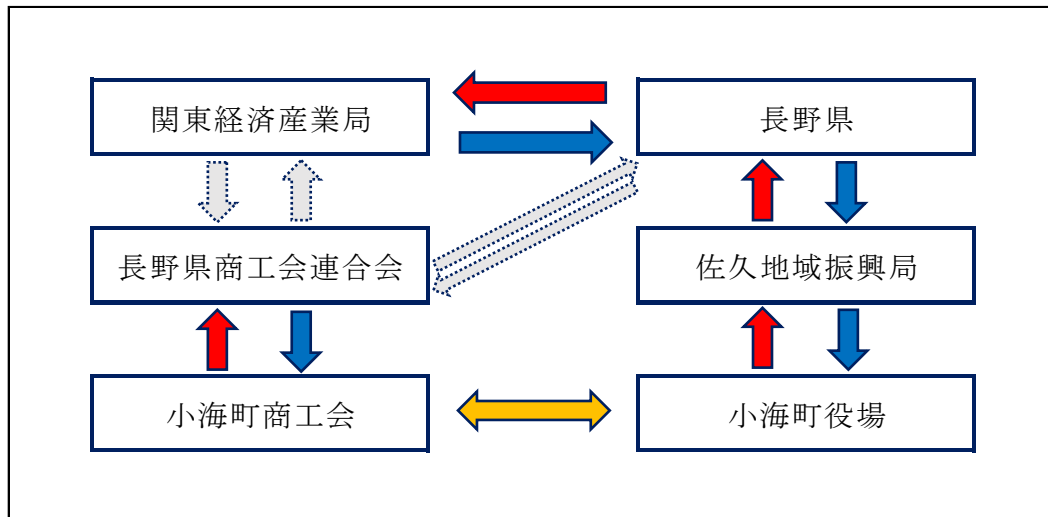 関東経済産業局
長野県
長野県商工会連合会
佐久地域振興局
小海町商工会
小海町役場